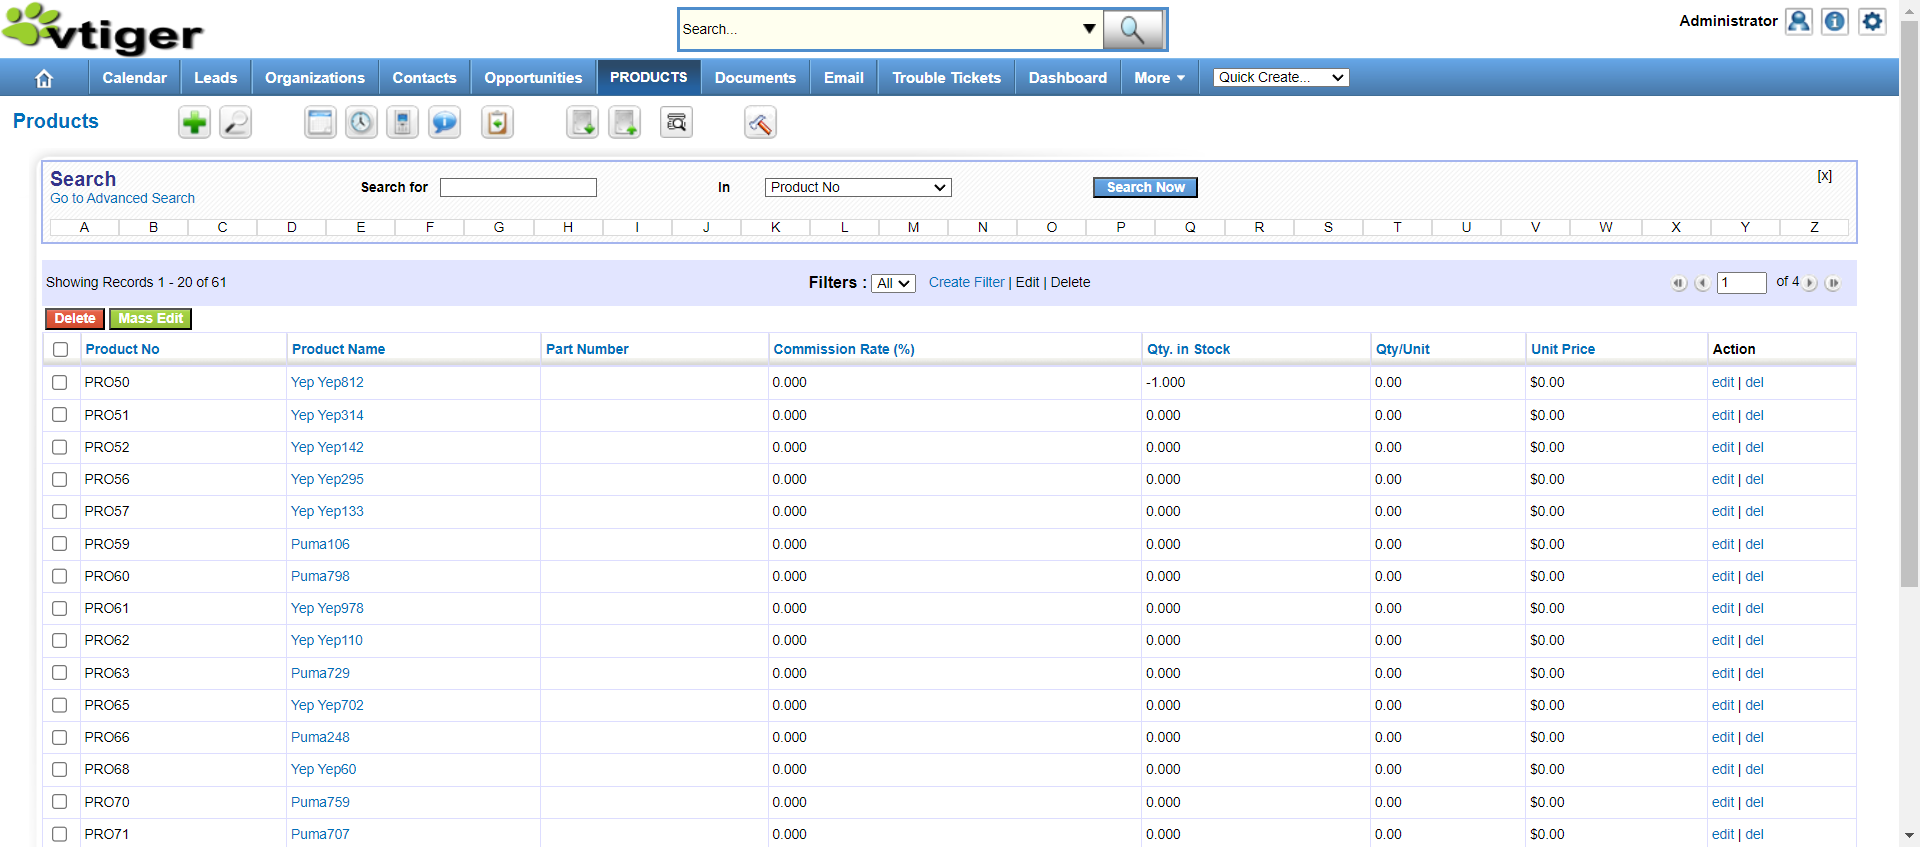 vtiger
Search...
Administrator
Calendar Leads Organizations Contacts Opportunities PRODUCTS Documents Email Trouble Tickets Dashboard More Quick Create...
Products
Search
Go to Advanced Search
Search for In Product No Search Now [x]
A B C D E F G H I J K L M N O P Q R S T U V W X Y Z
Showing Records 1 - 20 of 61 Filters : All Create Filter | Edit | Delete 1 of 4
Delete Mass Edit
Product No Product Name Part Number Commission Rate (%) Qty. in Stock Qty/Unit Unit Price Action
PRO50 Yep Yep812 0.000 -1.000 0.00 $0.00 edit | del
PRO51 Yep Yep314 0.000 0.000 0.00 $0.00 edit | del
PRO52 Yep Yep142 0.000 0.000 0.00 $0.00 edit | del
PRO56 Yep Yep295 0.000 0.000 0.00 $0.00 edit | del
PRO57 Yep Yep133 0.000 0.000 0.00 $0.00 edit | del
PRO59 Puma106 0.000 0.000 0.00 $0.00 edit | del
PRO60 Puma798 0.000 0.000 0.00 $0.00 edit | del
PRO61 Yep Yep978 0.000 0.000 0.00 $0.00 edit | del
PRO62 Yep Yep110 0.000 0.000 0.00 $0.00 edit | del
PRO63 Puma729 0.000 0.000 0.00 $0.00 edit | del
PRO65 Yep Yep702 0.000 0.000 0.00 $0.00 edit | del
PRO66 Puma248 0.000 0.000 0.00 $0.00 edit | del
PRO68 Yep Yep60 0.000 0.000 0.00 $0.00 edit | del
PRO70 Puma759 0.000 0.000 0.00 $0.00 edit | del
PRO71 Puma707 0.000 0.000 0.00 $0.00 edit | del